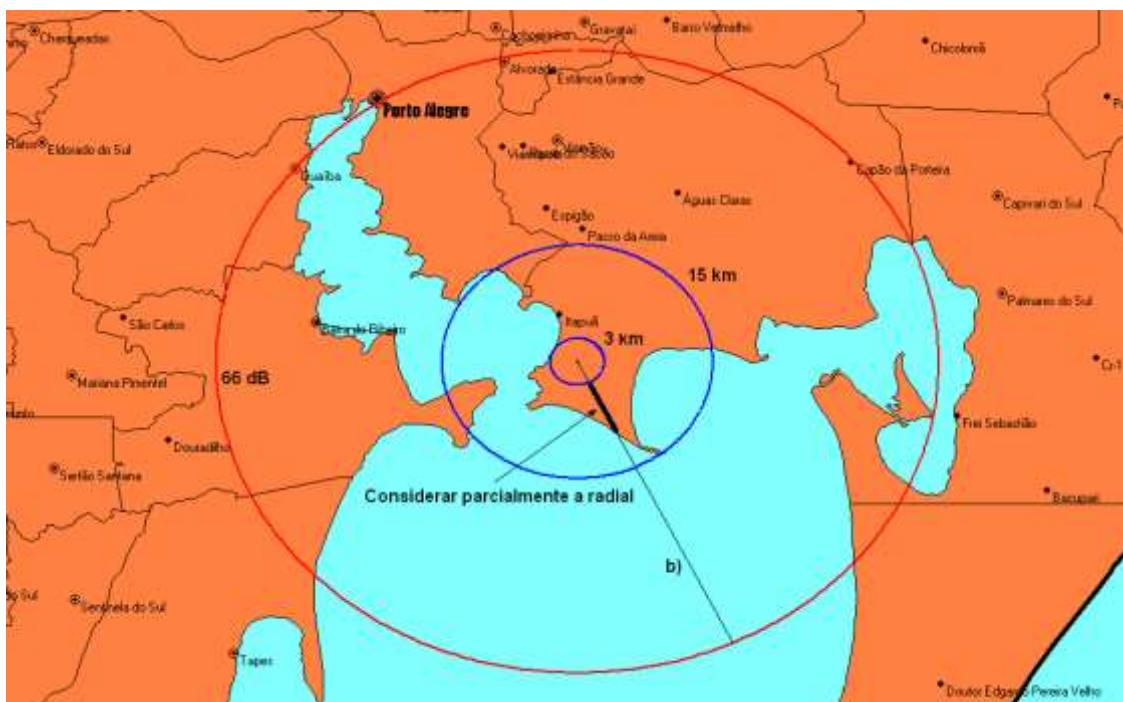 Charqueadas
Cachoeirinha
Gravataí
Barro Vermelho
Chicolomã
Alvorada
Estância Grande
Porto Alegre
Eldorado do Sul
Guaíba
Capão da Porteira
Águas Claras
Capivari do Sul
Espigão
Passo da Areia
15 km
Palmares do Sul
São Carlos
Barra do Ribeiro
Itapuã
3 km
Mariana Pimentel
66 dB
Douradilho
Frei Sebastião
Sertão Santana
Considerar parcialmente a radial
Bacupari
b)
do Sul
Sentinela do Sul
Tapes
Doutor Edgardo Pereira Velho